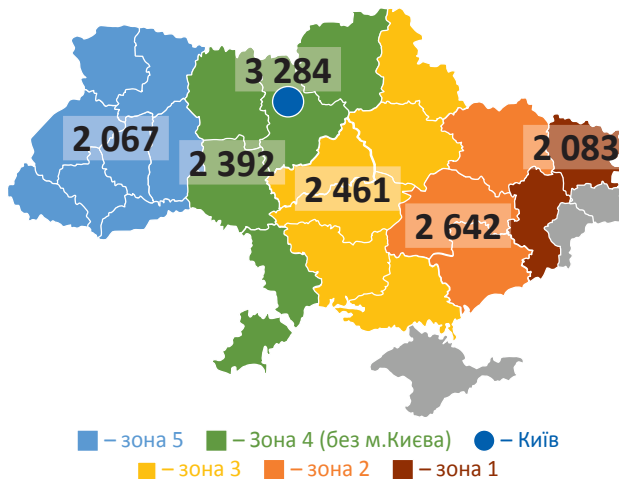 3 284
2 067
2 083
2 392
2 461
2 642
– зона 5
– Зона 4 (без м.Києва)
– Київ
– зона 3
– зона 2
– зона 1